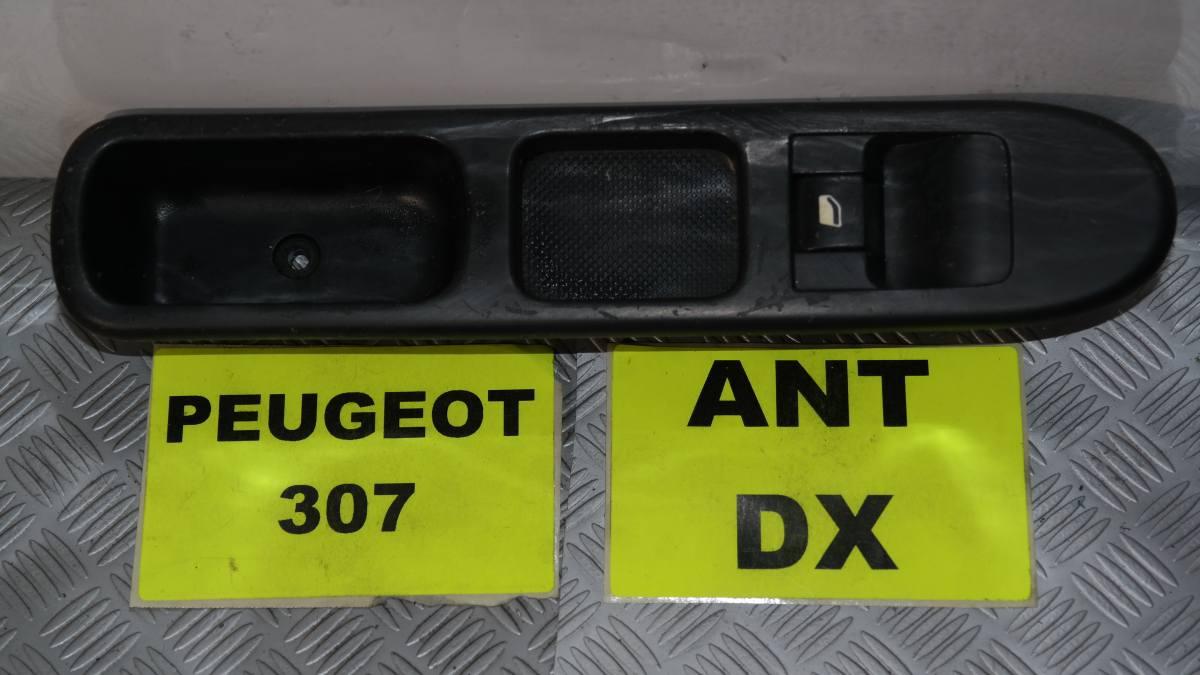 PEUGEOT
307
ANT
DX